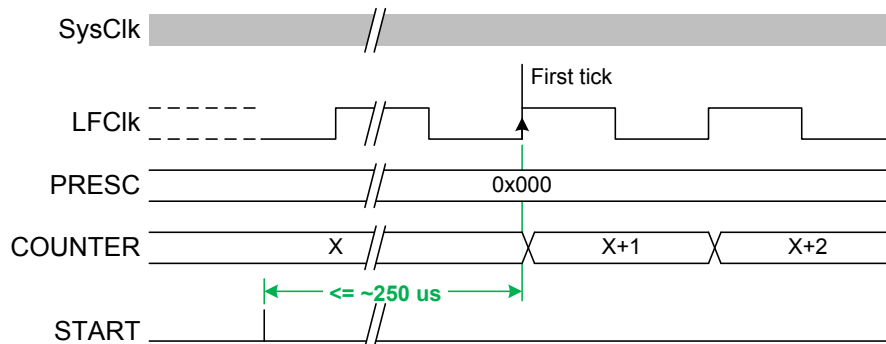 SysClk
First tick
LFClk
PRESC
0x000
COUNTER
X
X+1
X+2
<= ~250 us
START